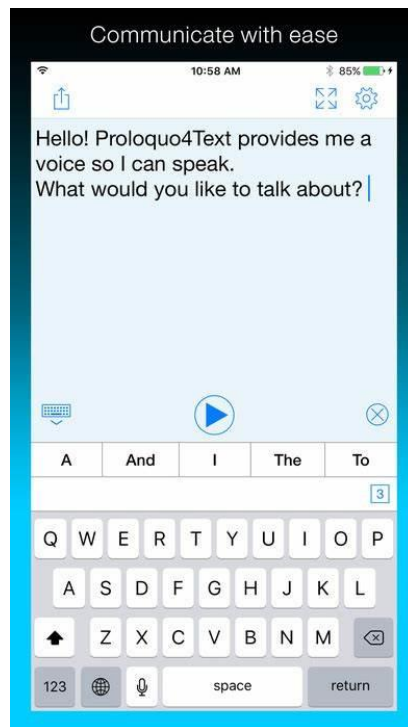 Communicate with ease
10:58 AM
85%
Hello! Proloquo4Text provides me a
voice so I can speak.
What would you like to talk about?
A And I The To
3
Q W E R T Y U I O P
A S D F G H J K L
Z X C V B N M
123 space return